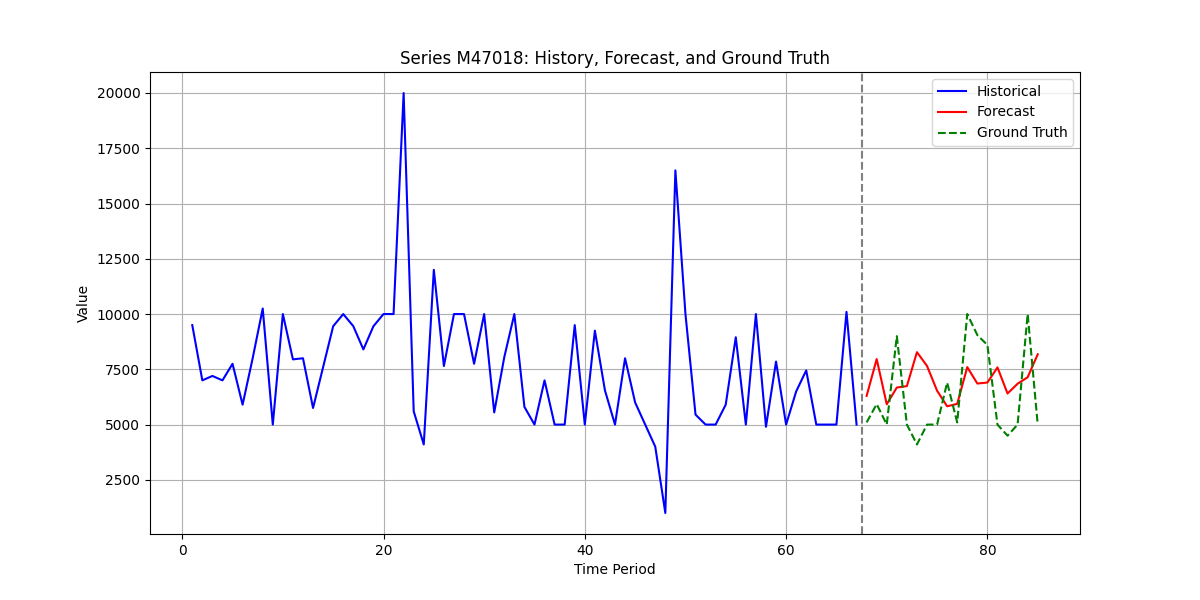 Series M47018: History, Forecast, and Ground Truth
Historical
Forecast
Ground Truth
20000
17500
15000
12500
10000
7500
5000
2500
Value
0 20 40 60 80
Time Period